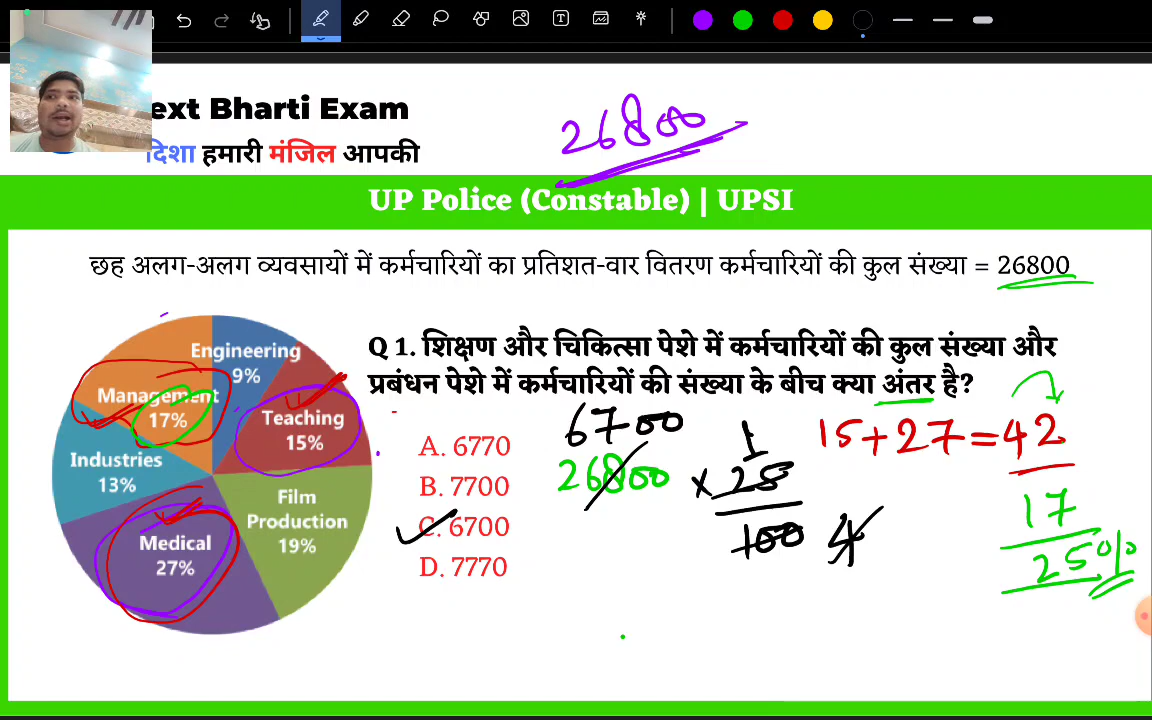 ext Bharti Exam
दिशा हमारी मंजिल आपकी
26800
UP Police (Constable) | UPSI
छह अलग-अलग व्यवसायों में कर्मचारियों का प्रतिशत-वार वितरण कर्मचारियों की कुल संख्या = 26800
Engineering
9%
Management
17%
Teaching
15%
Industries
13%
Film
Production
19%
Medical
27%
Q 1. शिक्षण और चिकित्सा पेशे में कर्मचारियों की कुल संख्या और
प्रबंधन पेशे में कर्मचारियों की संख्या के बीच क्या अंतर है?
A. 6770
B. 7700
C. 6700
D. 7770
6700
26800 × 25
100
1
4
15+27=42
17
25%